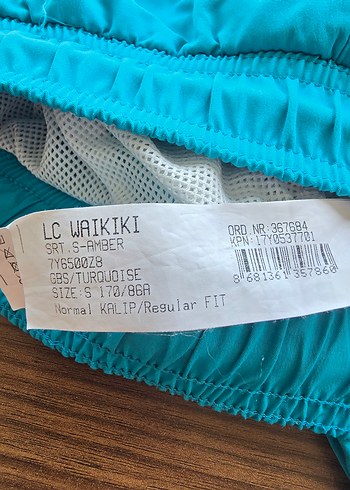 LC WAIKIKI
SRT.S-AMBER
7Y6500Z8
GBS/TURQUOISE
SIZE:S 170/86A
Normal KALIP/Regular FIT
ORD.NR:367684
KPN:17Y0537701
8 681361 357860